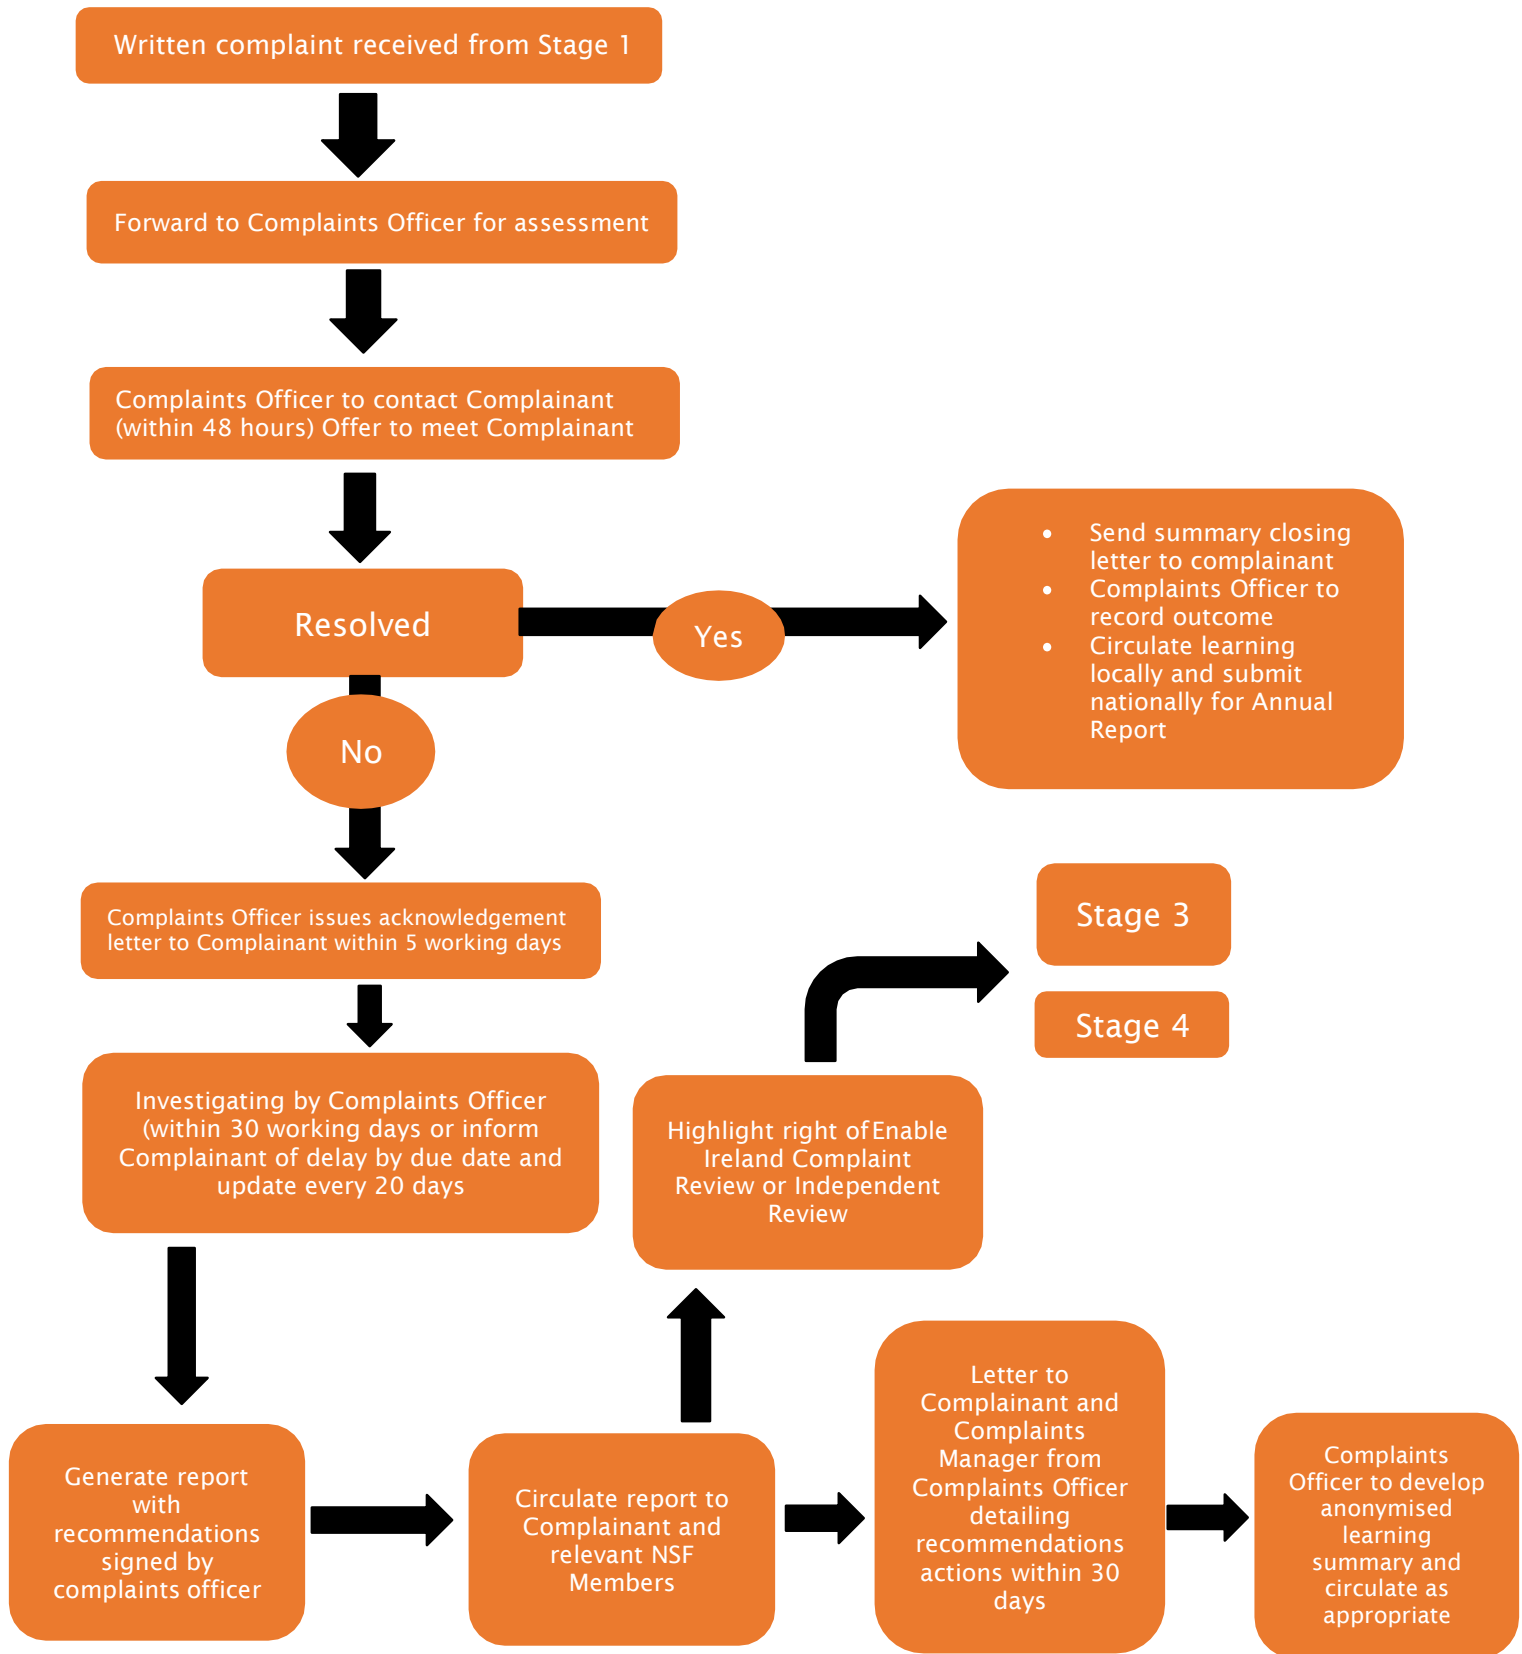 Written complaint received from Stage 1
Forward to Complaints Officer for assessment
Complaints Officer to contact Complainant
(within 48 hours) Offer to meet Complainant
Resolved
Yes
• Send summary closing
letter to complainant
• Complaints Officer to
record outcome
• Circulate learning
locally and submit
nationally for Annual
Report
No
Complaints Officer issues acknowledgement
letter to Complainant within 5 working days
Stage 3
Stage 4
Investigating by Complaints Officer
(within 30 working days or inform
Complainant of delay by due date and
update every 20 days
Highlight right of Enable
Ireland Complaint
Review or Independent
Review
Generate report
with
recommendations
signed by
complaints officer
Circulate report to
Complainant and
relevant NSF
Members
Letter to
Complainant and
Complaints
Manager from
Complaints Officer
detailing
recommendations
actions within 30
days
Complaints
Officer to develop
anonymised
learning
summary and
circulate as
appropriate